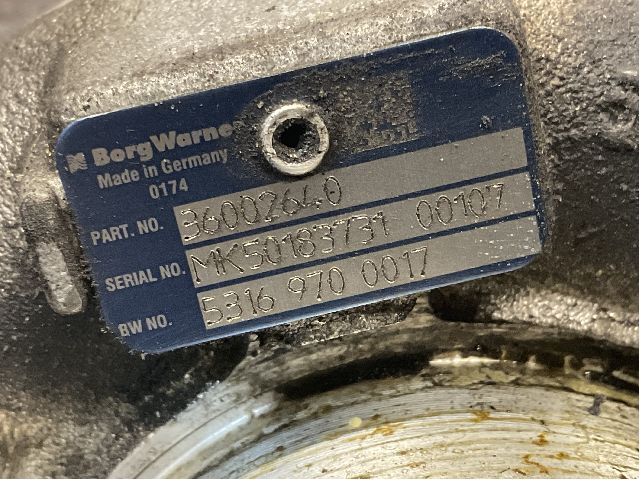 BorgWarner
Made in Germany
0174
PART. NO. 36002640
SERIAL NO. MK50183731 00107
BW NO. 5316 970 0017